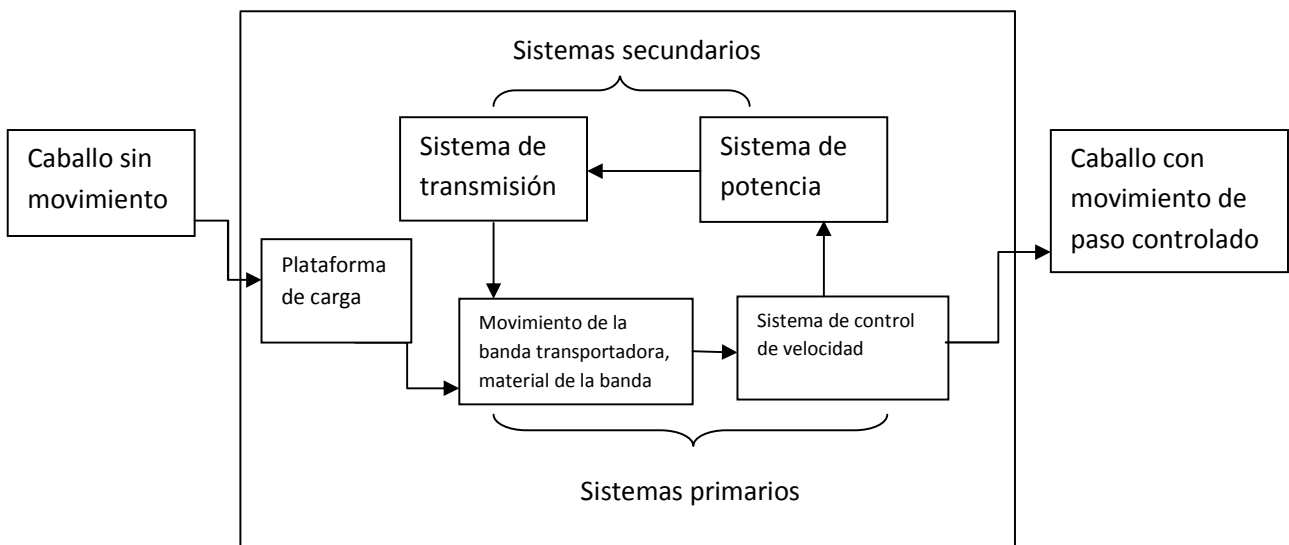 Sistemas secundarios
Caballo sin
movimiento
Sistema de
transmisión
Sistema de
potencia
Caballo con
movimiento de
paso controlado
Plataforma
de carga
Movimiento de la
banda transportadora,
material de la banda
Sistema de control
de velocidad
Sistemas primarios